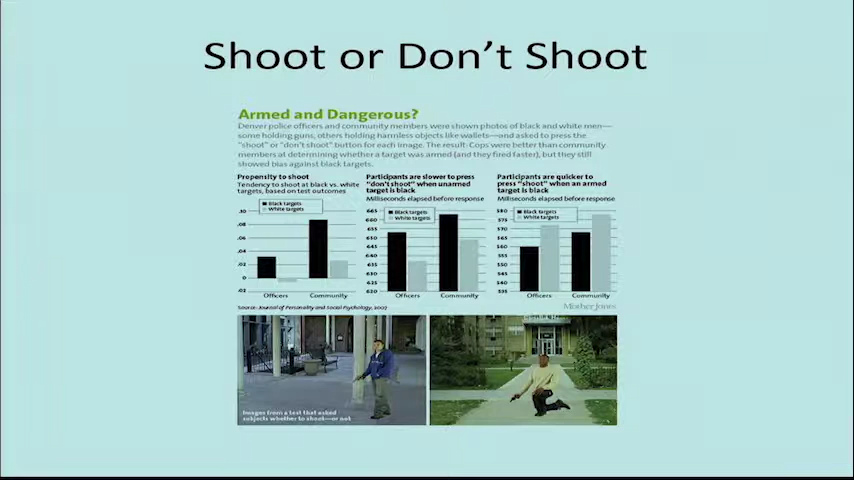 Shoot or Don't Shoot
Armed and Dangerous?
Denver police officers and community members were shown photos of black and white men—
some holding guns, others holding harmless objects like wallets—and asked to press the
"shoot" or "don't shoot" button for each image. The result: Cops were better than community
members at determining whether a target was armed (and they fired faster), but they still
showed bias against black targets.
Propensity to shoot
Tendency to shoot at black vs. white
targets, based on test outcomes
Black targets
White targets
.10
.08
.06
.04
.02
0
.02
Officers
Community
Participants are slower to press
"don't shoot" when unarmed
target is black
Milliseconds elapsed before response
Black targets
White targets
665
660
655
650
645
640
635
630
625
620
Officers
Community
Participants are quicker to
press "shoot" when an armed
target is black
Milliseconds elapsed before response
Black targets
White targets
580
575
570
565
560
555
550
545
540
535
Officers
Community
Source: Journal of Personality and Social Psychology, 2007
Mother Jones
Images from a test that asked
subjects whether to shoot—or not